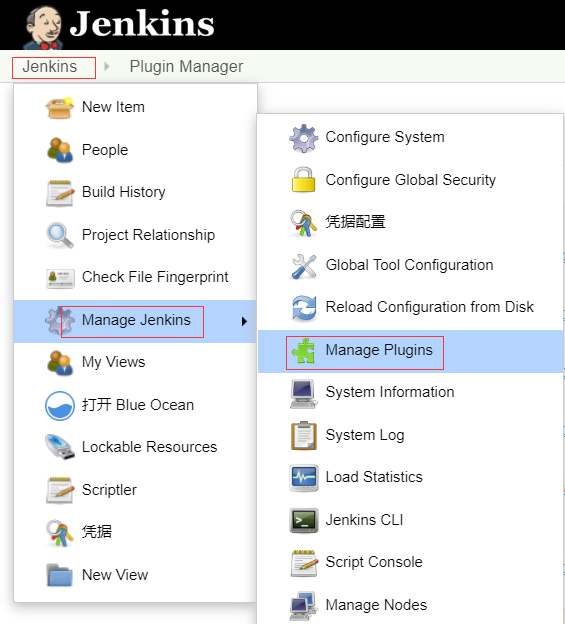 Jenkins
Jenkins
Plugin Manager
New Item
People
Build History
Project Relationship
Check File Fingerprint
Manage Jenkins
My Views
打开 Blue Ocean
Lockable Resources
Scriptler
凭据
New View
Configure System
Configure Global Security
凭据配置
Global Tool Configuration
Reload Configuration from Disk
Manage Plugins
System Information
System Log
Load Statistics
Jenkins CLI
Script Console
Manage Nodes